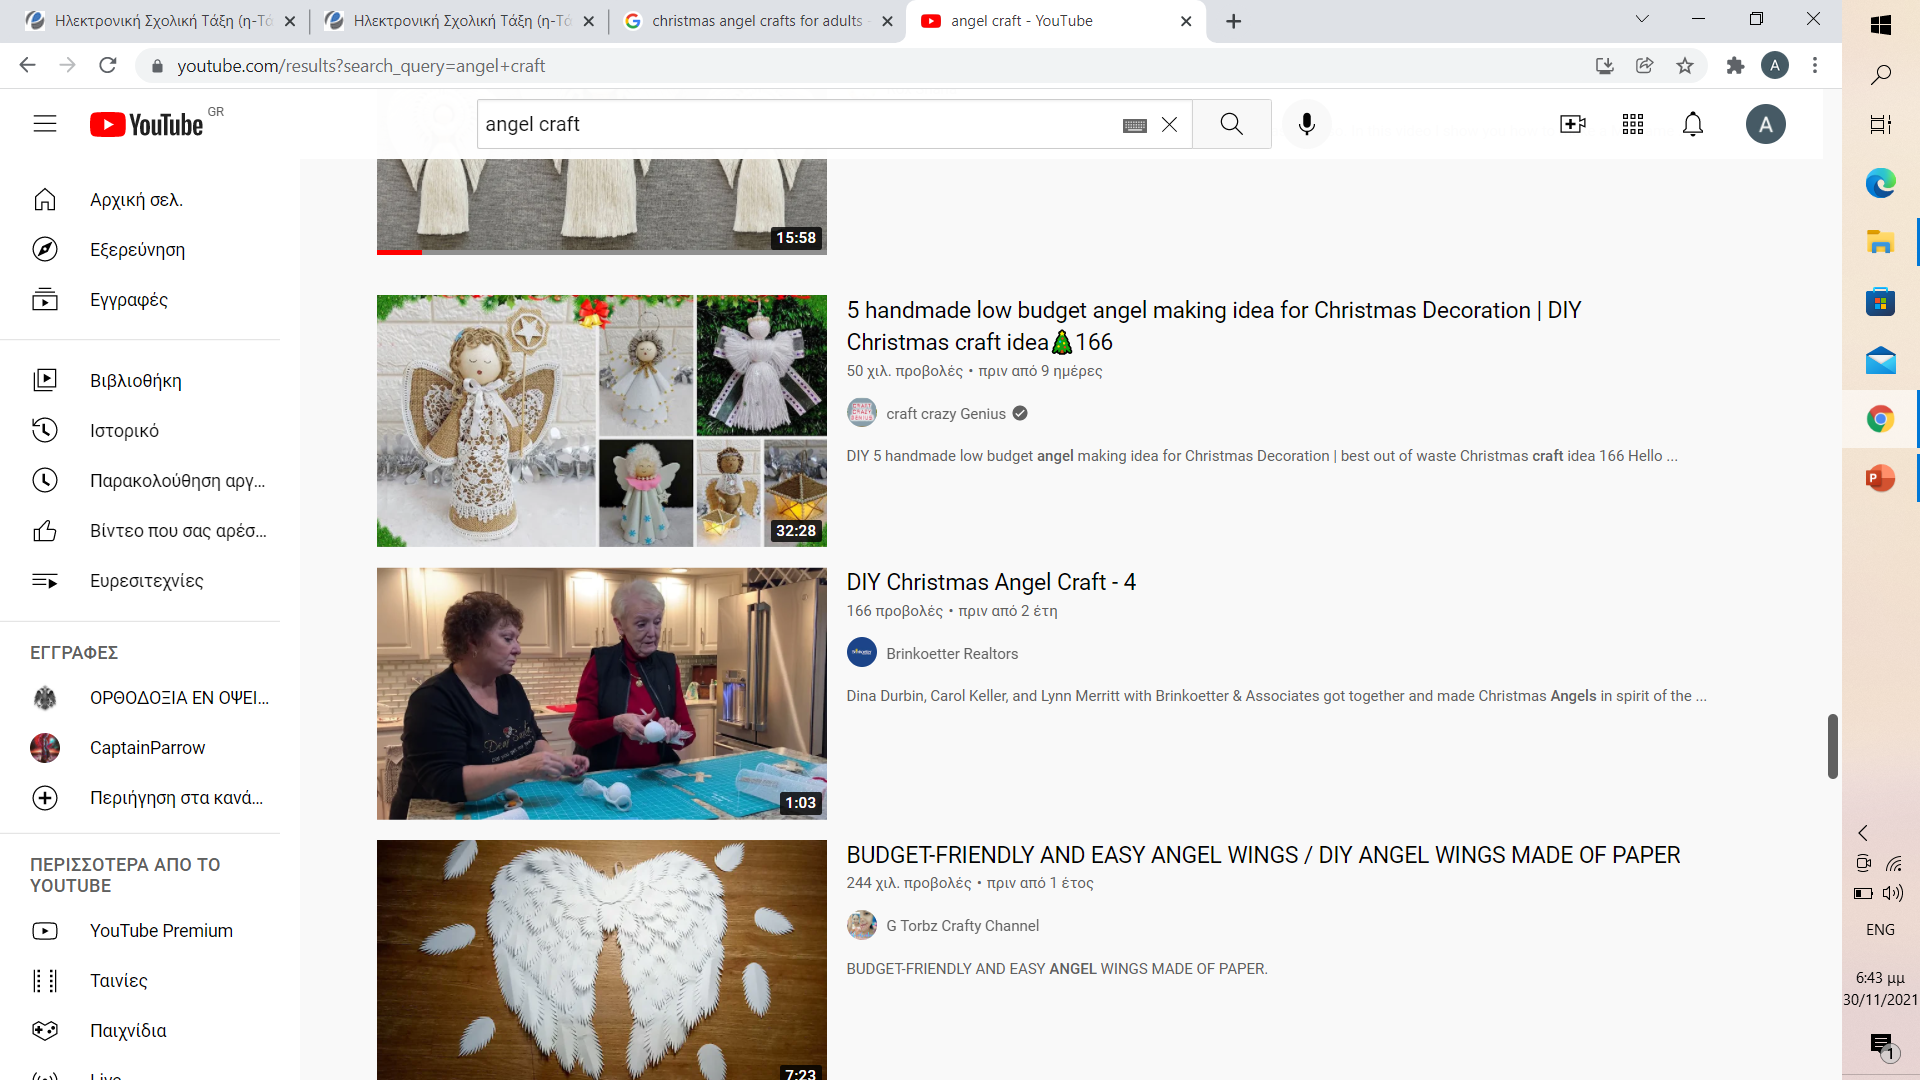 Ηλεκτρονική Σχολική Τάξη (η-Τά
Ηλεκτρονική Σχολική Τάξη (η-Τά
christmas angel crafts for adults -
angel craft - YouTube
youtube.com/results?search_query=angel+craft
A
YouTube GR
angel craft
A
Αρχική σελ.
Εξερεύνηση
Εγγραφές
Βιβλιοθήκη
Ιστορικό
Παρακολούθηση αργ...
Βίντεο που σας αρέσ...
Ευρεσιτεχνίες
ΕΓΓΡΑΦΕΣ
ΟΡΘΟΔΟΞΙΑ ΕΝ ΟΨΕΙ...
CaptainParrow
Περιήγηση στα κανά...
ΠΕΡΙΣΣΟΤΕΡΑ ΑΠΟ ΤΟ
YOUTUBE
YouTube Premium
Ταινίες
Παιχνίδια
Live
15:58
5 handmade low budget angel making idea for Christmas Decoration | DIY
Christmas craft idea🎄166
50 χιλ. προβολές • πριν από 9 ημέρες
craft crazy Genius
DIY 5 handmade low budget angel making idea for Christmas Decoration | best out of waste Christmas craft idea 166 Hello ...
32:28
DIY Christmas Angel Craft - 4
166 προβολές • πριν από 2 έτη
Brinkoetter Realtors
Dina Durbin, Carol Keller, and Lynn Merritt with Brinkoetter & Associates got together and made Christmas Angels in spirit of the ...
1:03
BUDGET-FRIENDLY AND EASY ANGEL WINGS / DIY ANGEL WINGS MADE OF PAPER
244 χιλ. προβολές • πριν από 1 έτος
G Torbz Crafty Channel
BUDGET-FRIENDLY AND EASY ANGEL WINGS MADE OF PAPER.
7:23
ENG
6:43 μμ
30/11/2021
1